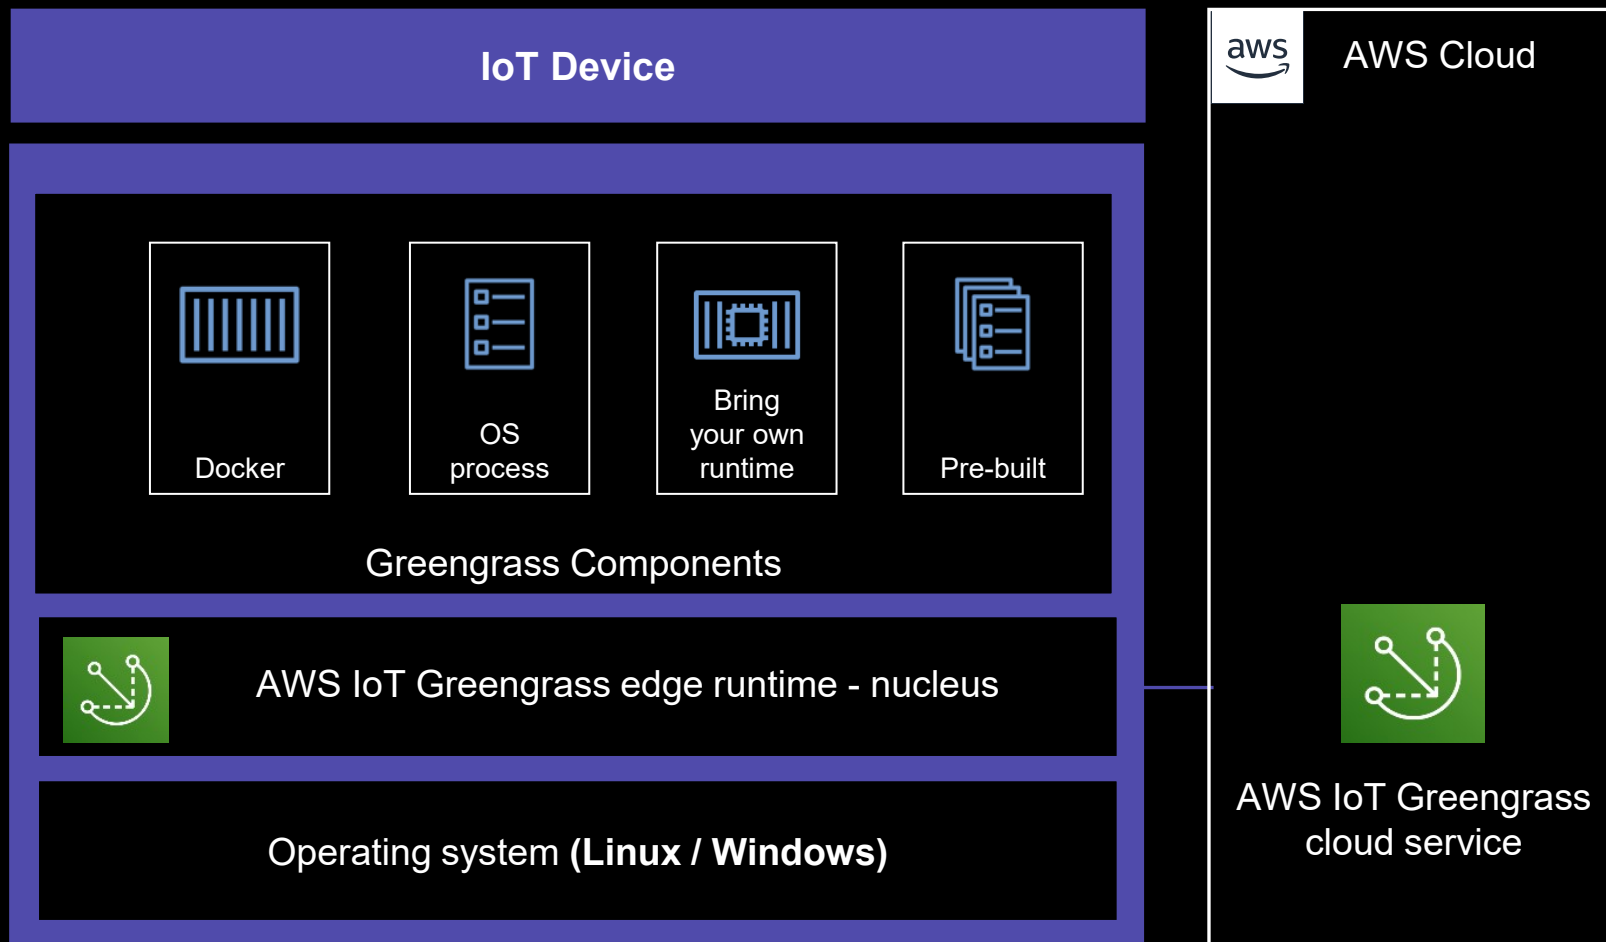 IoT Device
aws
AWS Cloud
Docker
OS
process
Bring
your own
runtime
Pre-built
Greengrass Components
AWS IoT Greengrass edge runtime - nucleus
Operating system (Linux / Windows)
AWS IoT Greengrass
cloud service